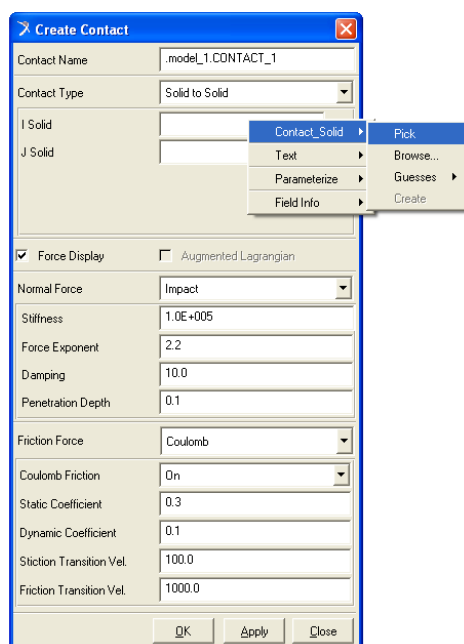 Create Contact
Contact Name .model_1.CONTACT_1
Contact Type Solid to Solid
I Solid
J Solid
Contact_Solid
Text
Parameterize
Field Info
Pick
Browse...
Guesses
Create
Force Display Augmented Lagrangian
Normal Force Impact
Stiffness 1.0E+005
Force Exponent 2.2
Damping 10.0
Penetration Depth 0.1
Friction Force Coulomb
Coulomb Friction On
Static Coefficient 0.3
Dynamic Coefficient 0.1
Stiction Transition Vel. 100.0
Friction Transition Vel. 1000.0
OK Apply Close